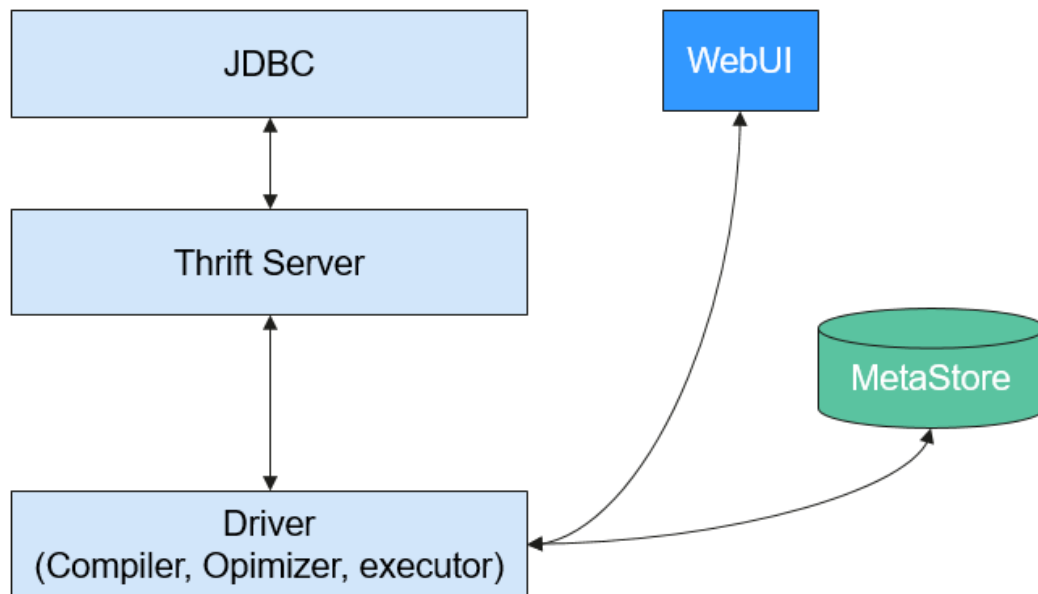 JDBC
WebUI
Thrift Server
MetaStore
Driver
(Compiler, Opimizer, executor)